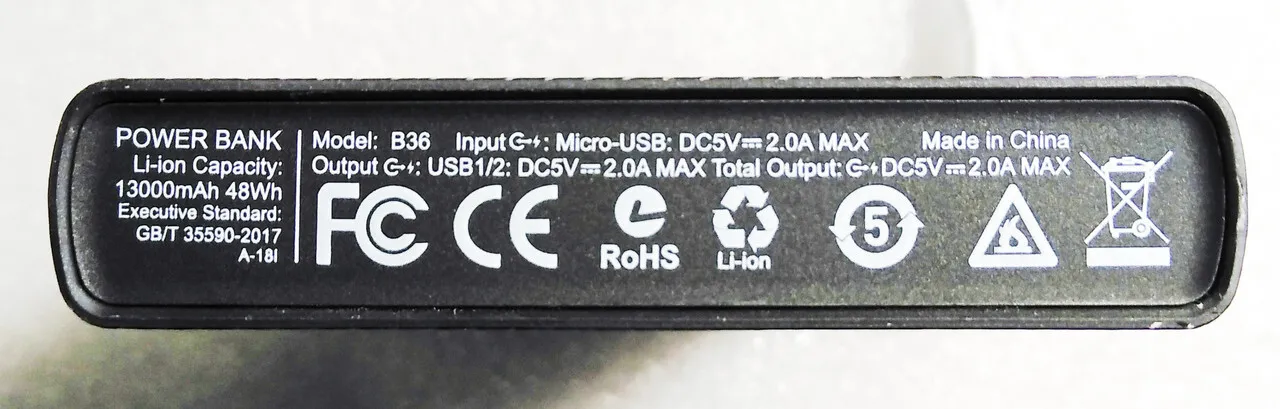 POWER BANK
Li-ion Capacity:
13000mAh 48Wh
Executive Standard:
GB/T 35590-2017
A-18I
Model: B36 Input: Micro-USB: DC5V⎓2.0A MAX Made in China
Output: USB1/2: DC5V⎓2.0A MAX Total Output: DC5V⎓2.0A MAX
FC CE RoHS Li-ion 5 6